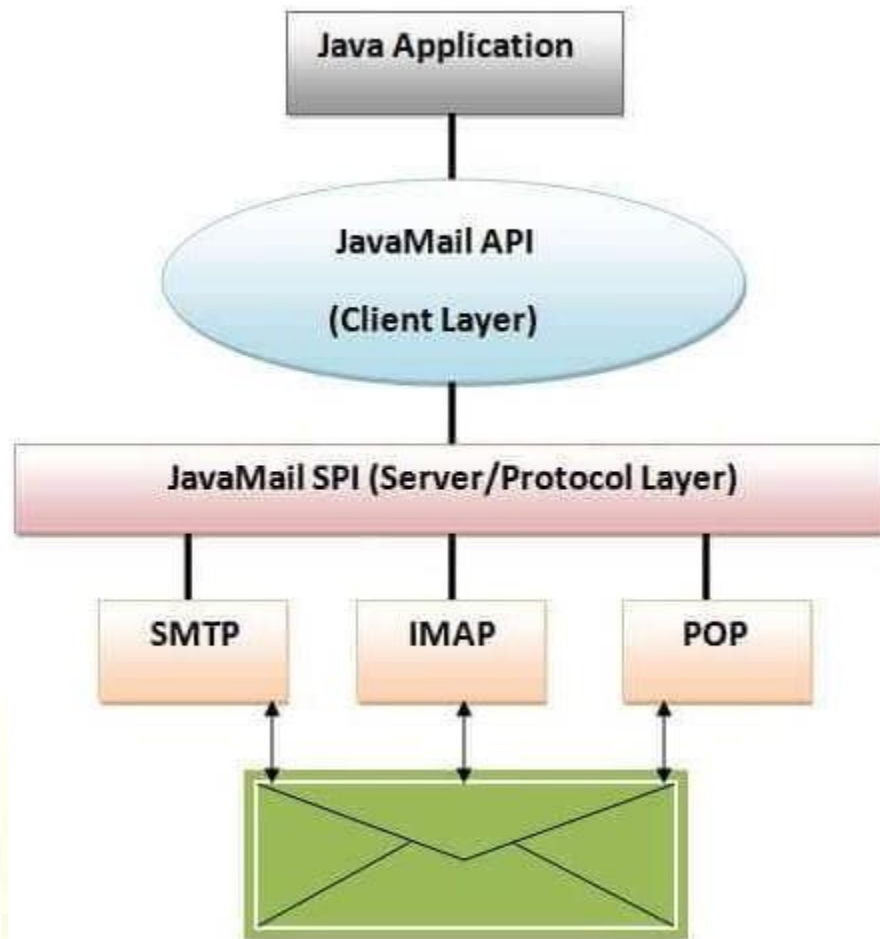 Java Application
JavaMail API
(Client Layer)
JavaMail SPI (Server/Protocol Layer)
SMTP
IMAP
POP